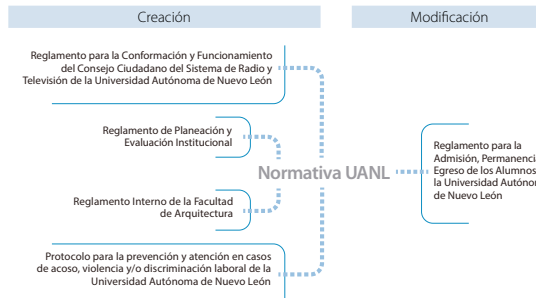 Creación
Reglamento para la Conformación y Funcionamiento
del Consejo Ciudadano del Sistema de Radio y
Televisión de la Universidad Autónoma de Nuevo León
Reglamento de Planeación y
Evaluación Institucional
Normativa UANL
Reglamento Interno de la Facultad
de Arquitectura
Protocolo para la prevención y atención en casos
de acoso, violencia y/o discriminación laboral de la
Universidad Autónoma de Nuevo León
Modificación
Reglamento para la
Admisión, Permanencia
Egreso de los Alumnos
la Universidad
de Nuevo León